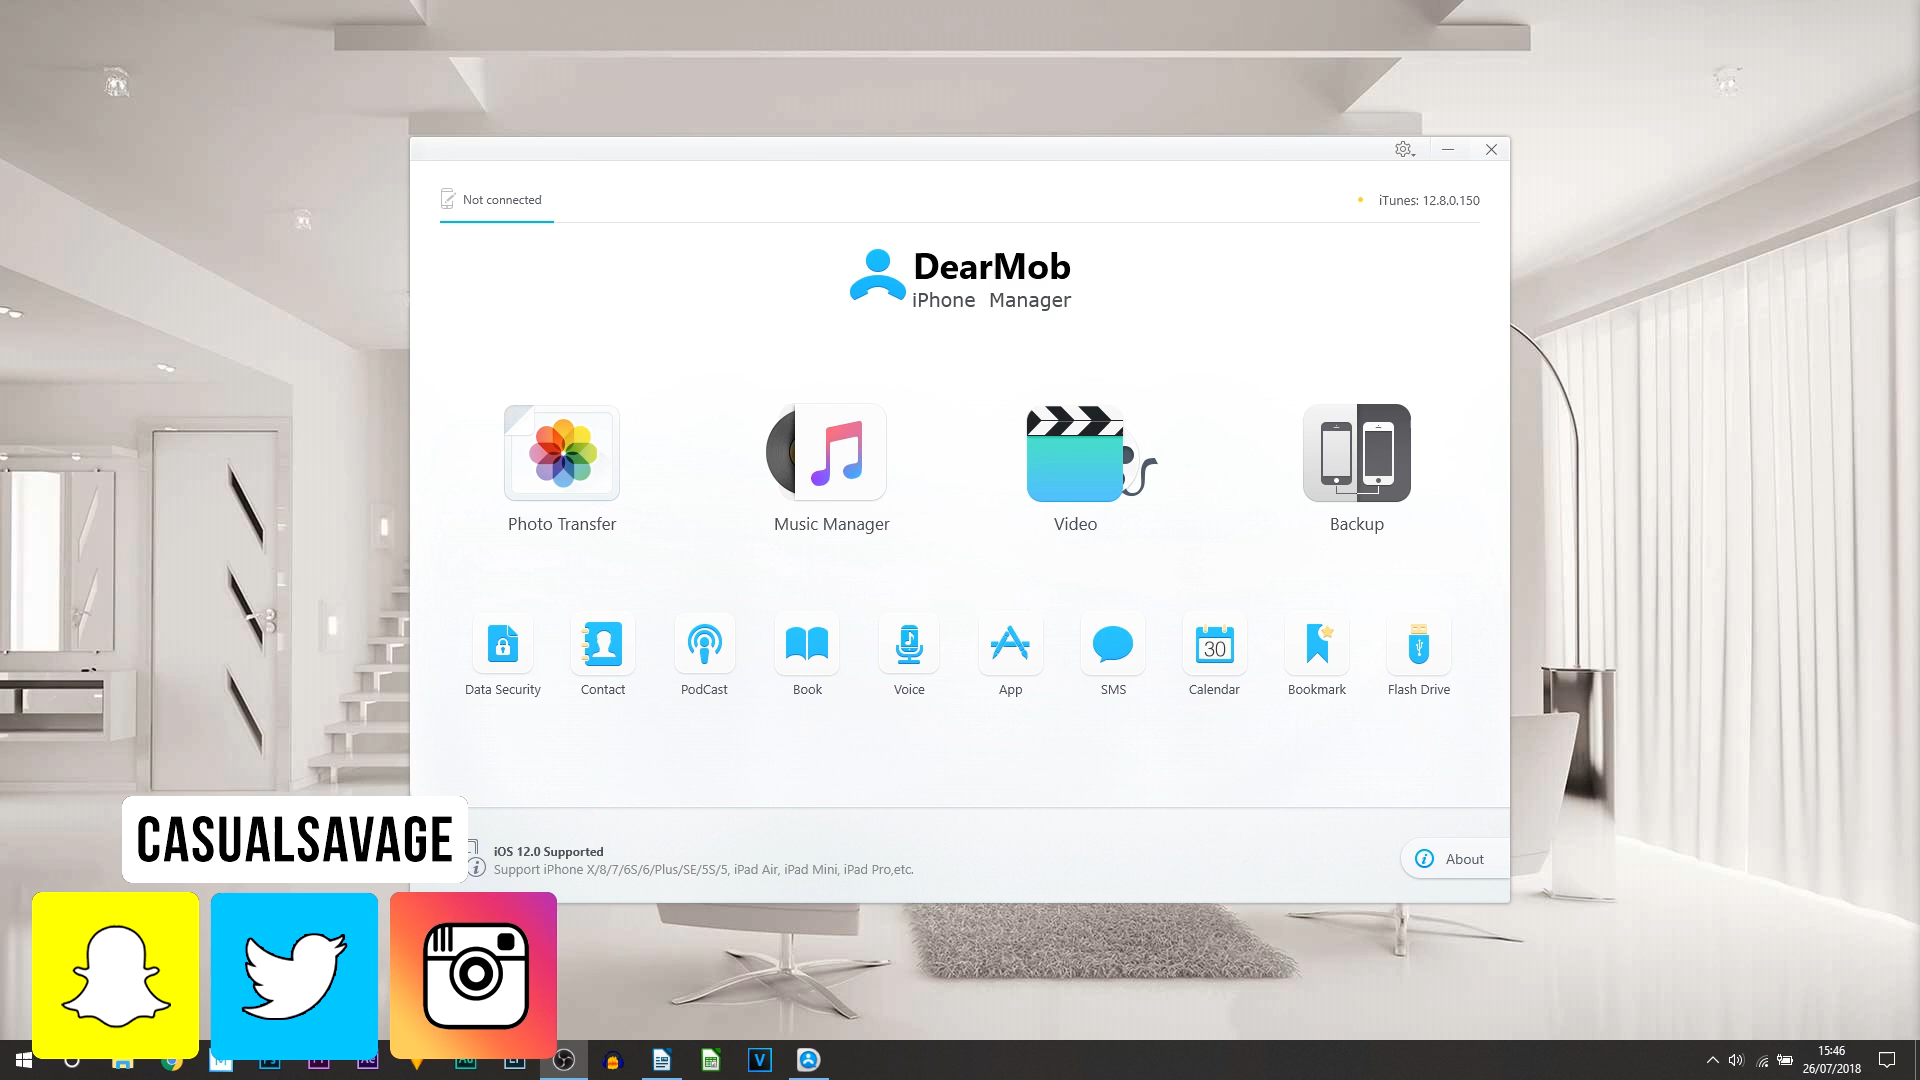 Not connected
iTunes: 12.8.0.150
DearMob
iPhone Manager
Photo Transfer
Music Manager
Video
Backup
30
Data Security
Contact
PodCast
Book
Voice
App
SMS
Calendar
Bookmark
Flash Drive
CASUALSAVAGE
iOS 12.0 Supported
Support iPhone X/8/7/6S/6/Plus/SE/5S/5, iPad Air, iPad Mini, iPad Pro,etc.
About
V
15:46
26/07/2018